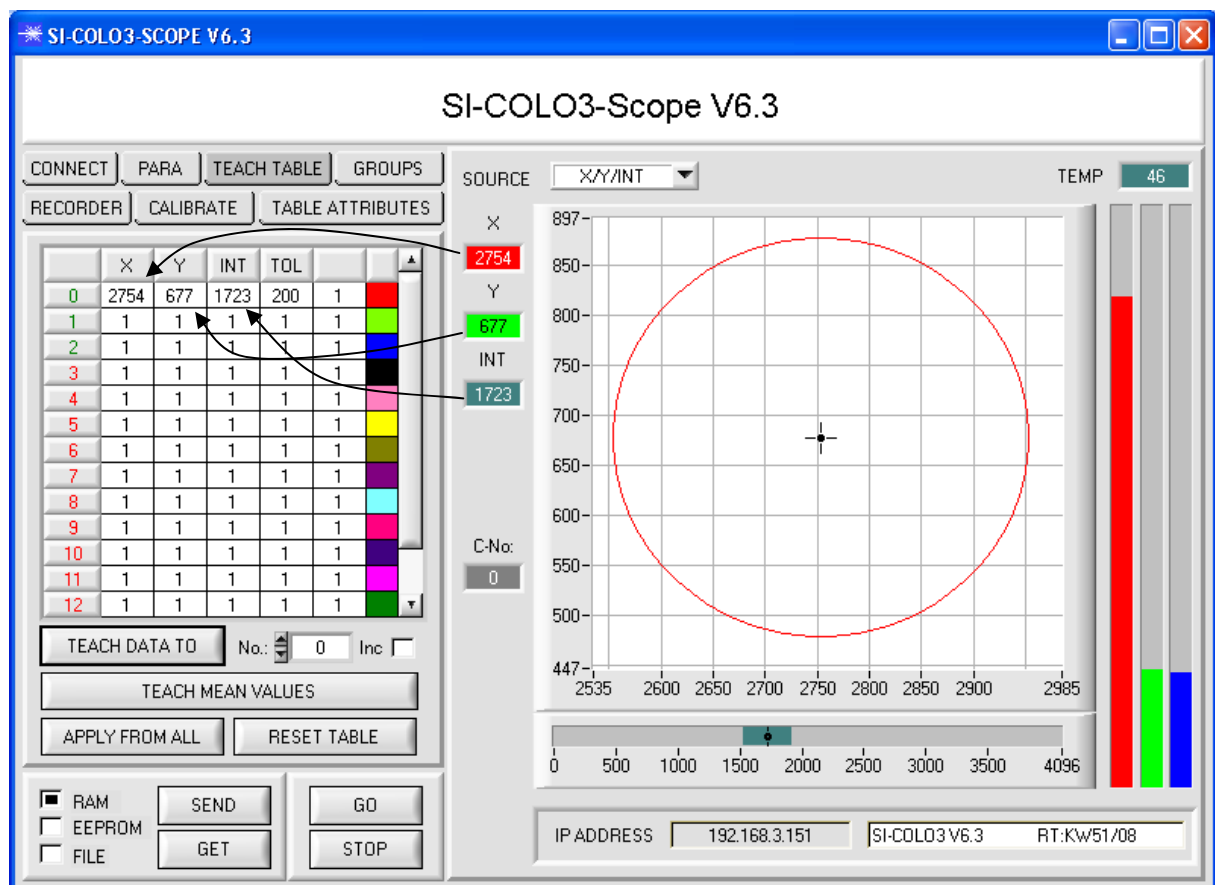 SI-COLO3-SCOPE V6.3
SI-COLO3-Scope V6.3
CONNECT PARA TEACH TABLE GROUPS
RECORDER CALIBRATE TABLE ATTRIBUTES
X Y INT TOL
0 2754 677 1723 200 1
1 1 1 1 1 1
2 1 1 1 1 1
3 1 1 1 1 1
4 1 1 1 1 1
5 1 1 1 1 1
6 1 1 1 1 1
7 1 1 1 1 1
8 1 1 1 1 1
9 1 1 1 1 1
10 1 1 1 1 1
11 1 1 1 1 1
12 1 1 1 1 1
TEACH DATA TO No.: 0 Inc
TEACH MEAN VALUES
APPLY FROM ALL RESET TABLE
RAM
EEPROM
FILE
SEND
GET
GO
STOP
SOURCE X/Y/INT TEMP 46
X
2754
Y
677
INT
1723
C-No:
0
897
850
800
750
700
650
600
550
500
447
2535 2600 2650 2700 2750 2800 2850 2900 2985
0 500 1000 1500 2000 2500 3000 3500 4096
IP ADDRESS 192.168.3.151 SI-COLO3 V6.3 RT:KW51/08